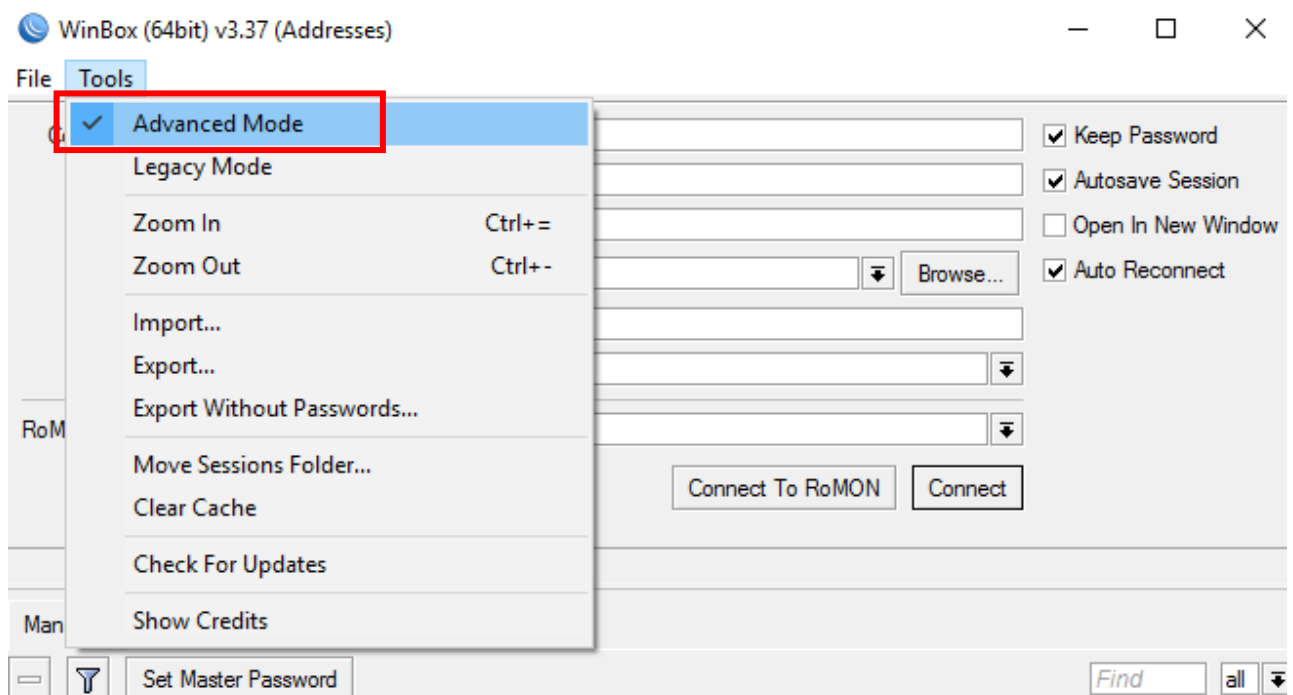 WinBox (64bit) v3.37 (Addresses)
File Tools
Advanced Mode
Keep Password
Legacy Mode
Autosave Session
Zoom In Ctrl+=
Open In New Window
Zoom Out Ctrl+-
Browse...
Auto Reconnect
Import...
Export...
Export Without Passwords...
RoM
Move Sessions Folder...
Connect To RoMON Connect
Clear Cache
Check For Updates
Show Credits
Man
Set Master Password
Find all